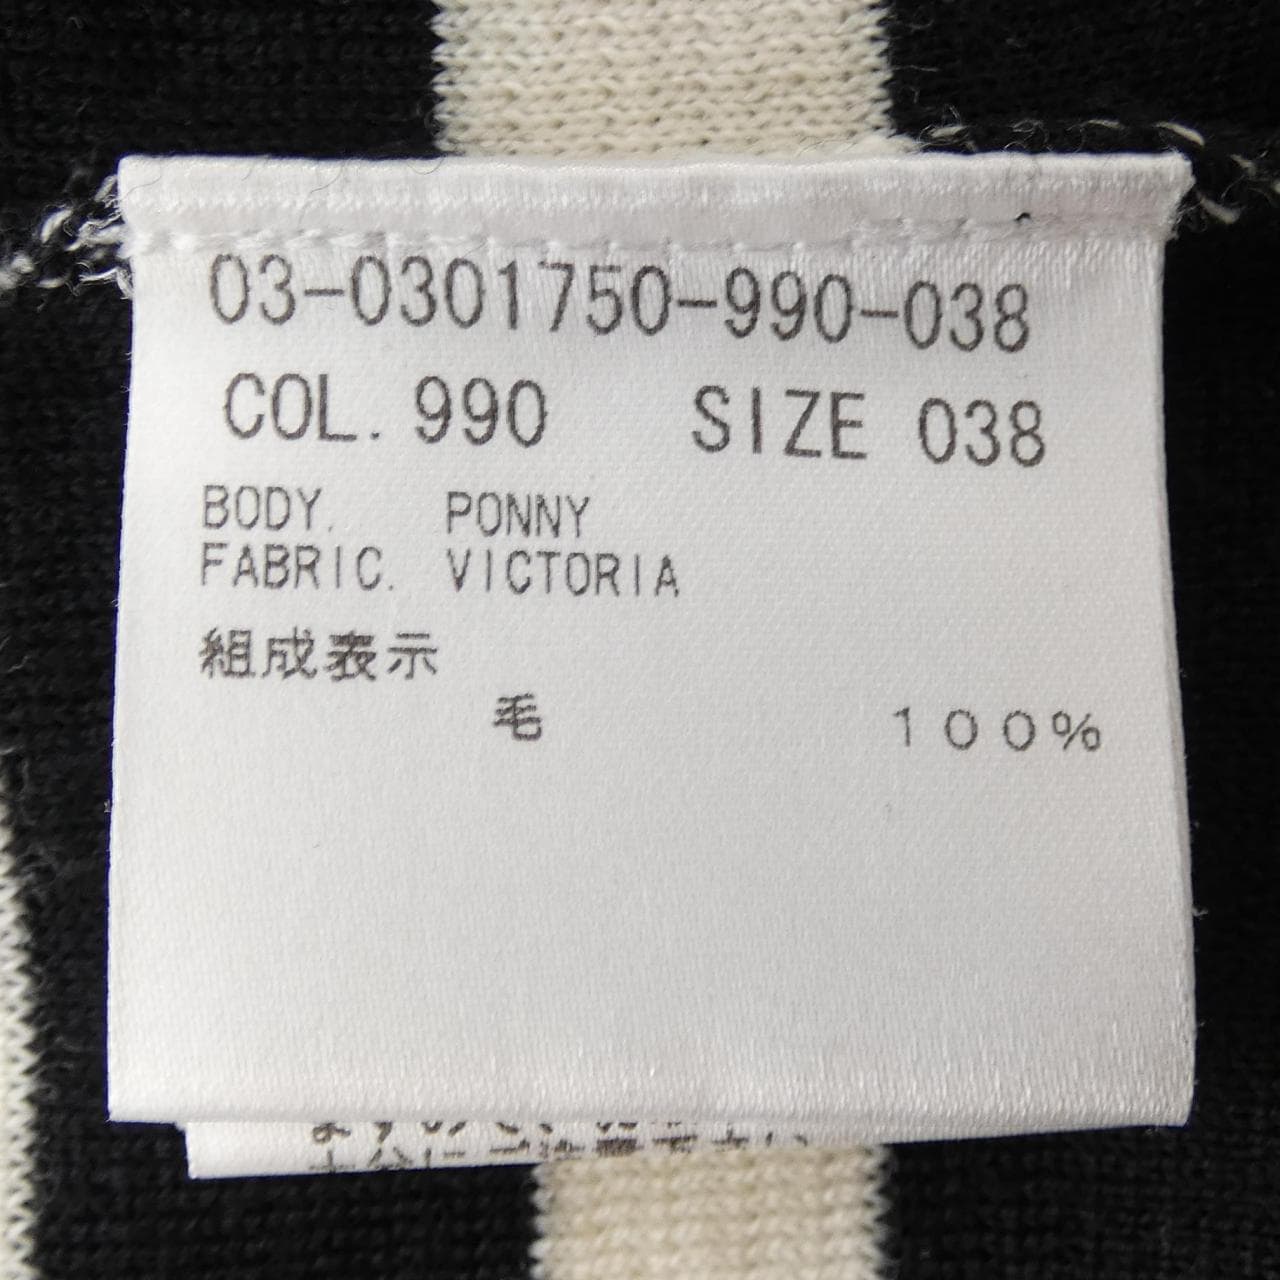 03-0301750-990-038
COL. 990 SIZE 038
BODY. PONNY
FABRIC. VICTORIA
組成表示
毛 100%